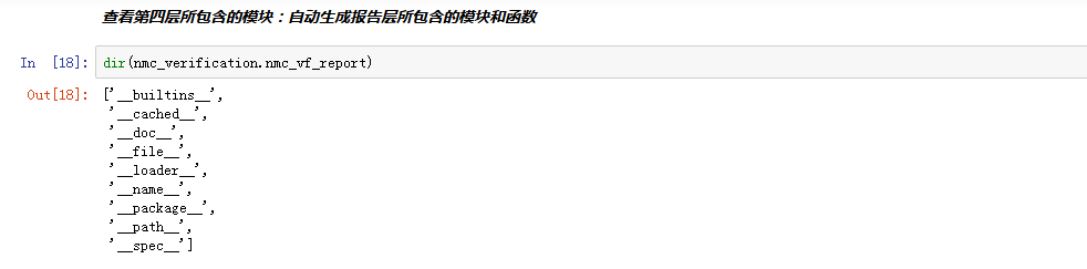 查看第四层所包含的模块：自动生成报告层所包含的模块和函数
In [18]: dir(nmc_verification.nmc_vf_report)
Out[18]: ['__builtins__',
'__cached__',
'__doc__',
'__file__',
'__loader__',
'__name__',
'__package__',
'__path__',
'__spec__']